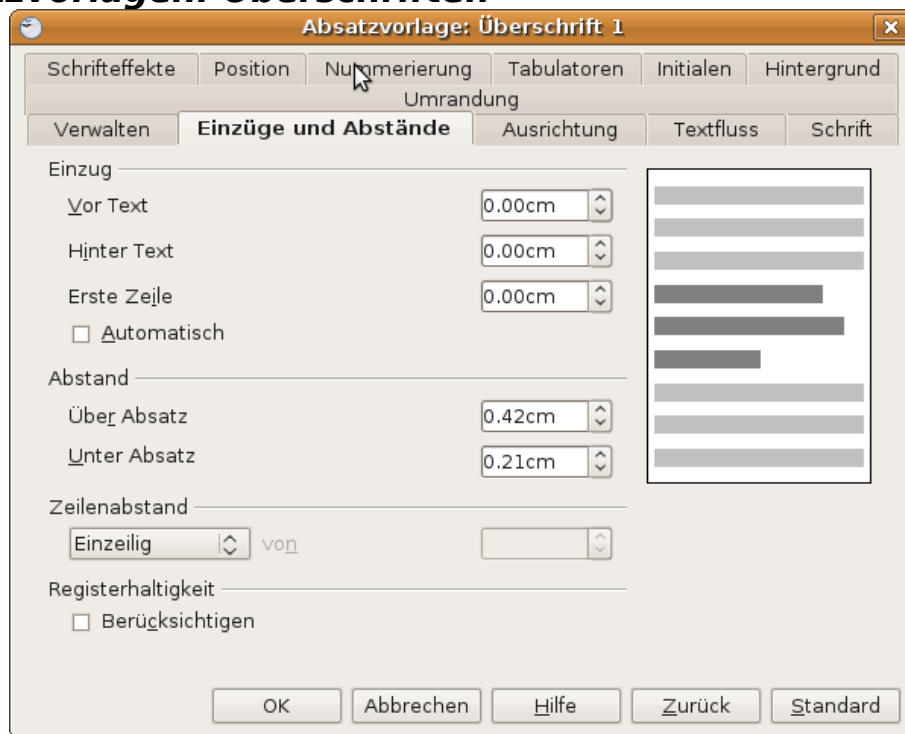 zvorlagen: Überschriften
Absatzvorlage: Überschrift 1
Schrifteffekte Position Nummerierung Tabulatoren Initialen Hintergrund
Umrandung
Verwalten Einzüge und Abstände Ausrichtung Textfluss Schrift
Einzug
Vor Text 0.00cm
Hinter Text 0.00cm
Erste Zeile 0.00cm
Automatisch
Abstand
Über Absatz 0.42cm
Unter Absatz 0.21cm
Zeilenabstand
Einzeilig von
Registerhaltigkeit
Berücksichtigen
OK Abbrechen Hilfe Zurück Standard